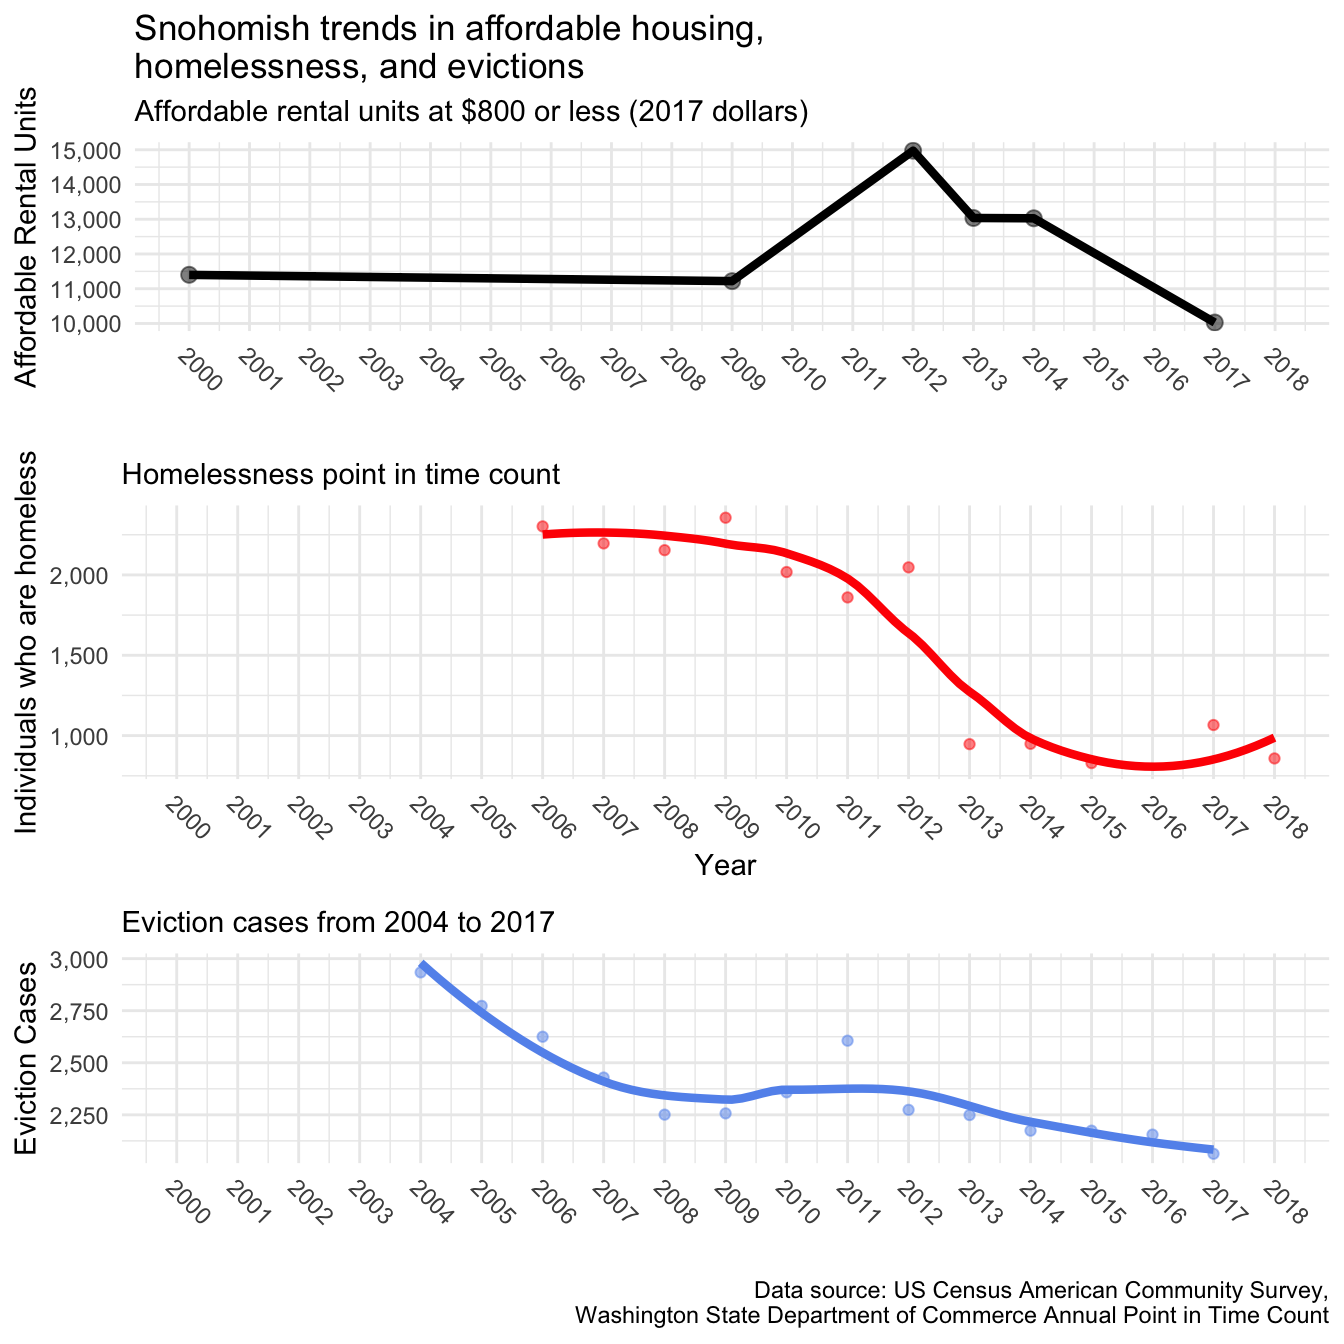 Snohomish trends in affordable housing,
homelessness, and evictions
Affordable rental units at $800 or less (2017 dollars)
Affordable Rental Units
15,000
14,000
13,000
12,000
11,000
10,000
2000 2001 2002 2003 2004 2005 2006 2007 2008 2009 2010 2011 2012 2013 2014 2015 2016 2017 2018
Homelessness point in time count
Individuals who are homeless
2,000
1,500
1,000
2000 2001 2002 2003 2004 2005 2006 2007 2008 2009 2010 2011 2012 2013 2014 2015 2016 2017 2018
Year
Eviction cases from 2004 to 2017
Eviction Cases
3,000
2,750
2,500
2,250
2000 2001 2002 2003 2004 2005 2006 2007 2008 2009 2010 2011 2012 2013 2014 2015 2016 2017 2018
Data source: US Census American Community Survey,
Washington State Department of Commerce Annual Point in Time Count